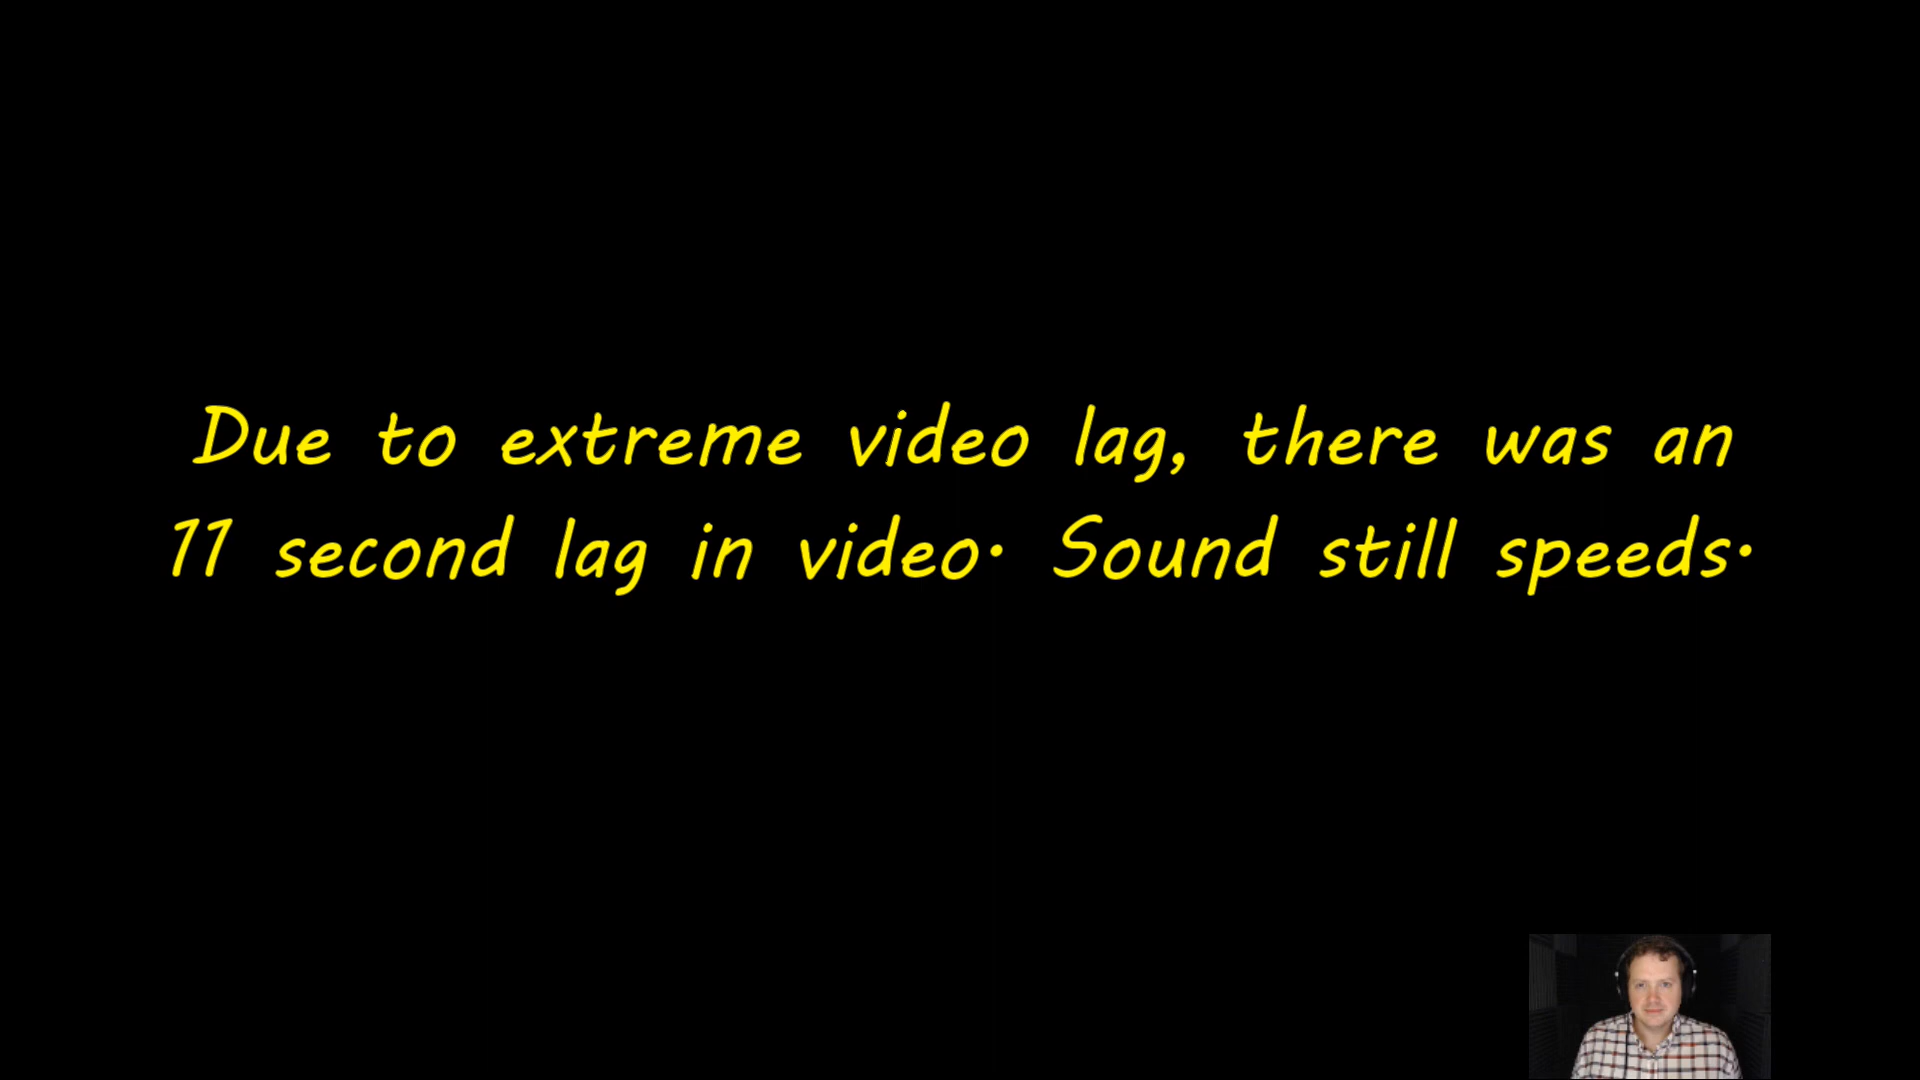 Due to extreme video lag, there was an
11 second lag in video. Sound still speeds.